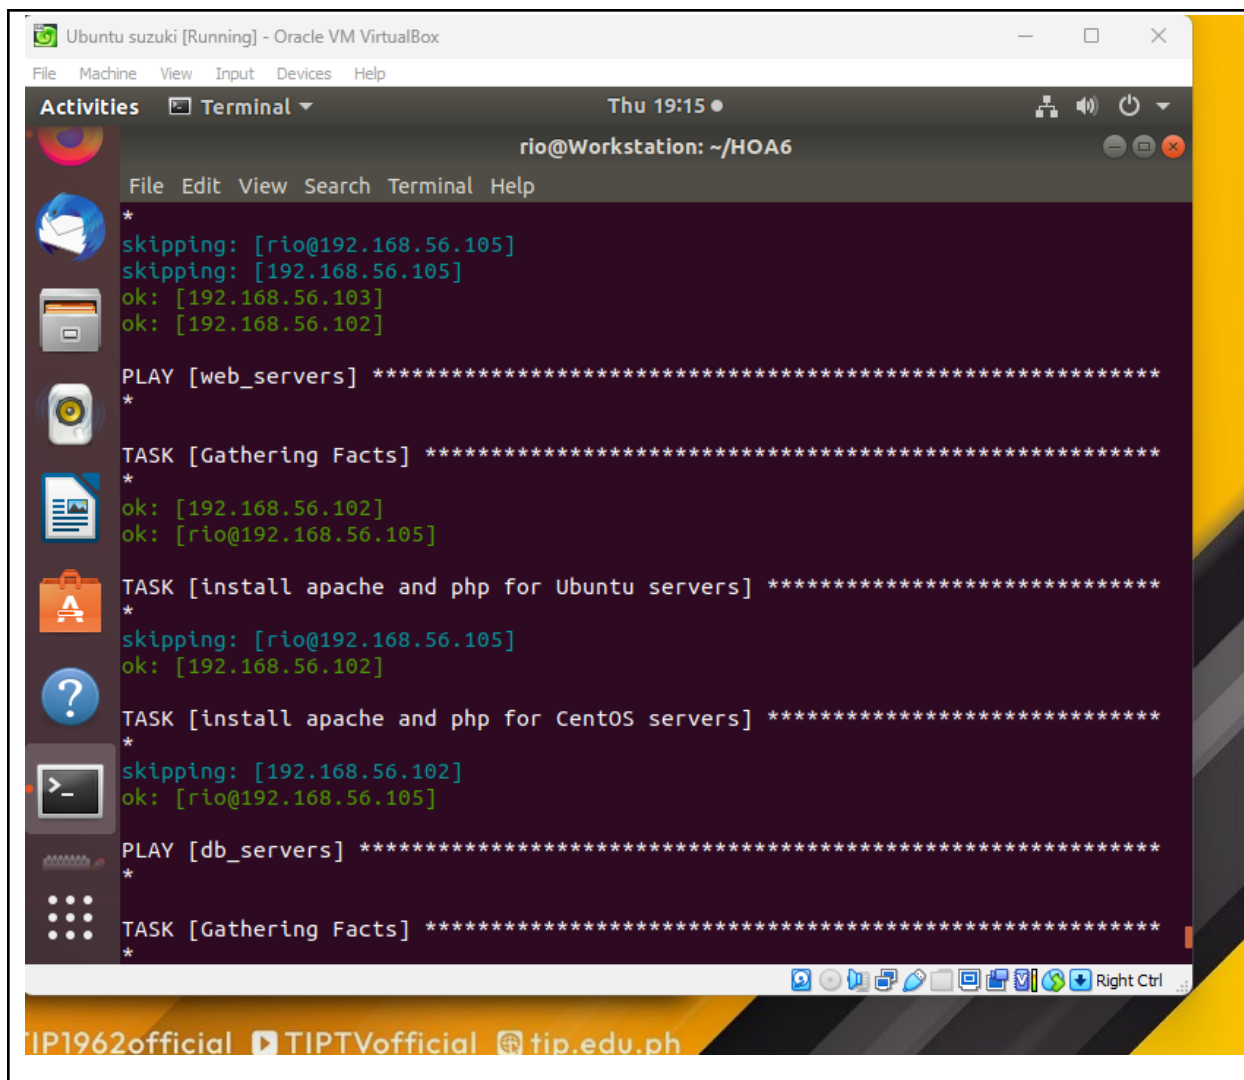 Ubuntu suzuki [Running] - Oracle VM VirtualBox
File Machine View Input Devices Help
Activities Terminal Thu 19:15
rio@Workstation: ~/HOA6
File Edit View Search Terminal Help
*
skipping: [rio@192.168.56.105]
skipping: [192.168.56.105]
ok: [192.168.56.103]
ok: [192.168.56.102]
PLAY [web_servers] ************************************************************
*
TASK [Gathering Facts] ********************************************************
*
ok: [192.168.56.102]
ok: [rio@192.168.56.105]
TASK [install apache and php for Ubuntu servers] ******************************
*
skipping: [rio@192.168.56.105]
ok: [192.168.56.102]
TASK [install apache and php for CentOS servers] ******************************
*
skipping: [192.168.56.102]
ok: [rio@192.168.56.105]
PLAY [db_servers] *************************************************************
*
TASK [Gathering Facts] ********************************************************
*
Right Ctrl
TIP1962official TIPTVofficial tip.edu.ph